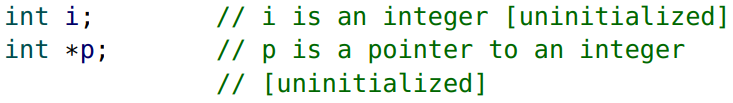 int i;       // i is an integer [uninitialized]
int *p;      // p is a pointer to an integer
             // [uninitialized]